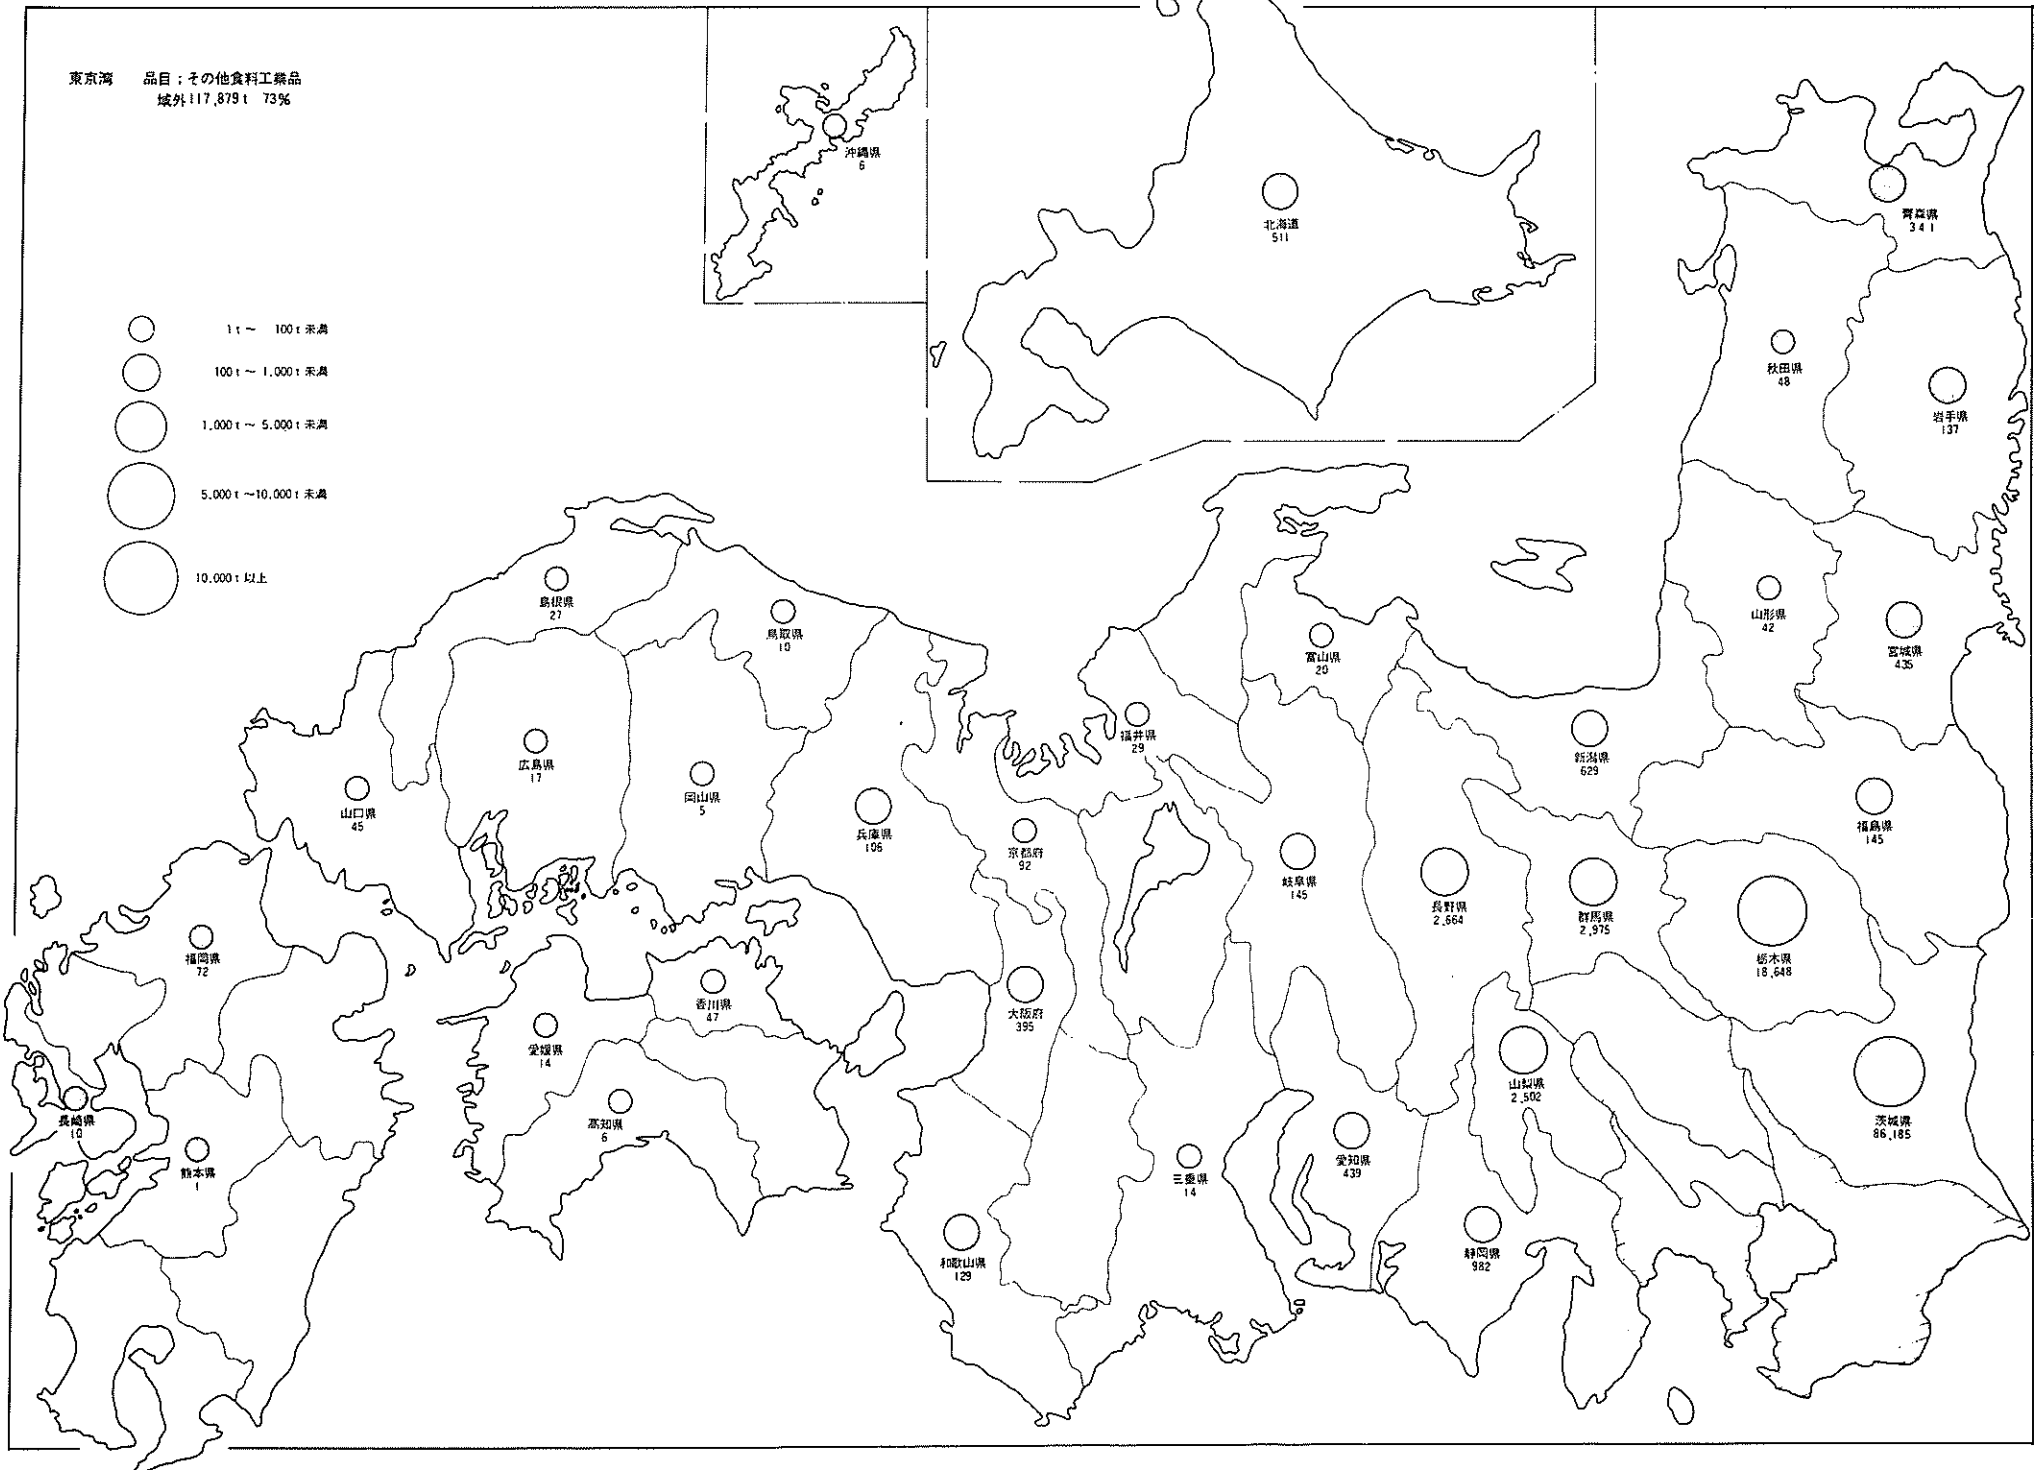 東京湾 品目；その他食料工業品
域外117,879t 73%
1t～ 100t未満
100t～1,000t未満
1,000t～5,000t未満
5,000t～10,000t未満
10,000t以上
沖縄県
6
北海道
511
青森県
341
秋田県
48
岩手県
137
山形県
42
宮城県
435
島根県
27
鳥取県
10
富山県
20
福井県
29
新潟県
629
福島県
145
広島県
17
岡山県
5
山口県
45
兵庫県
106
京都府
92
岐阜県
145
長野県
2,664
群馬県
2,975
栃木県
18,648
福岡県
72
香川県
47
大阪府
395
愛媛県
14
高知県
6
山梨県
2,502
茨城県
86,185
長崎県
10
熊本県
1
三重県
14
愛知県
439
和歌山県
129
静岡県
982